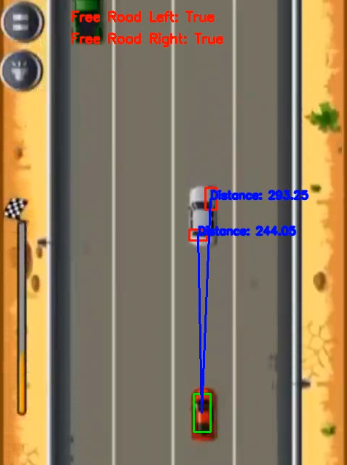 Free Road Left: True
Free Road Right: True
Distance: 293.25
Distance: 244.05